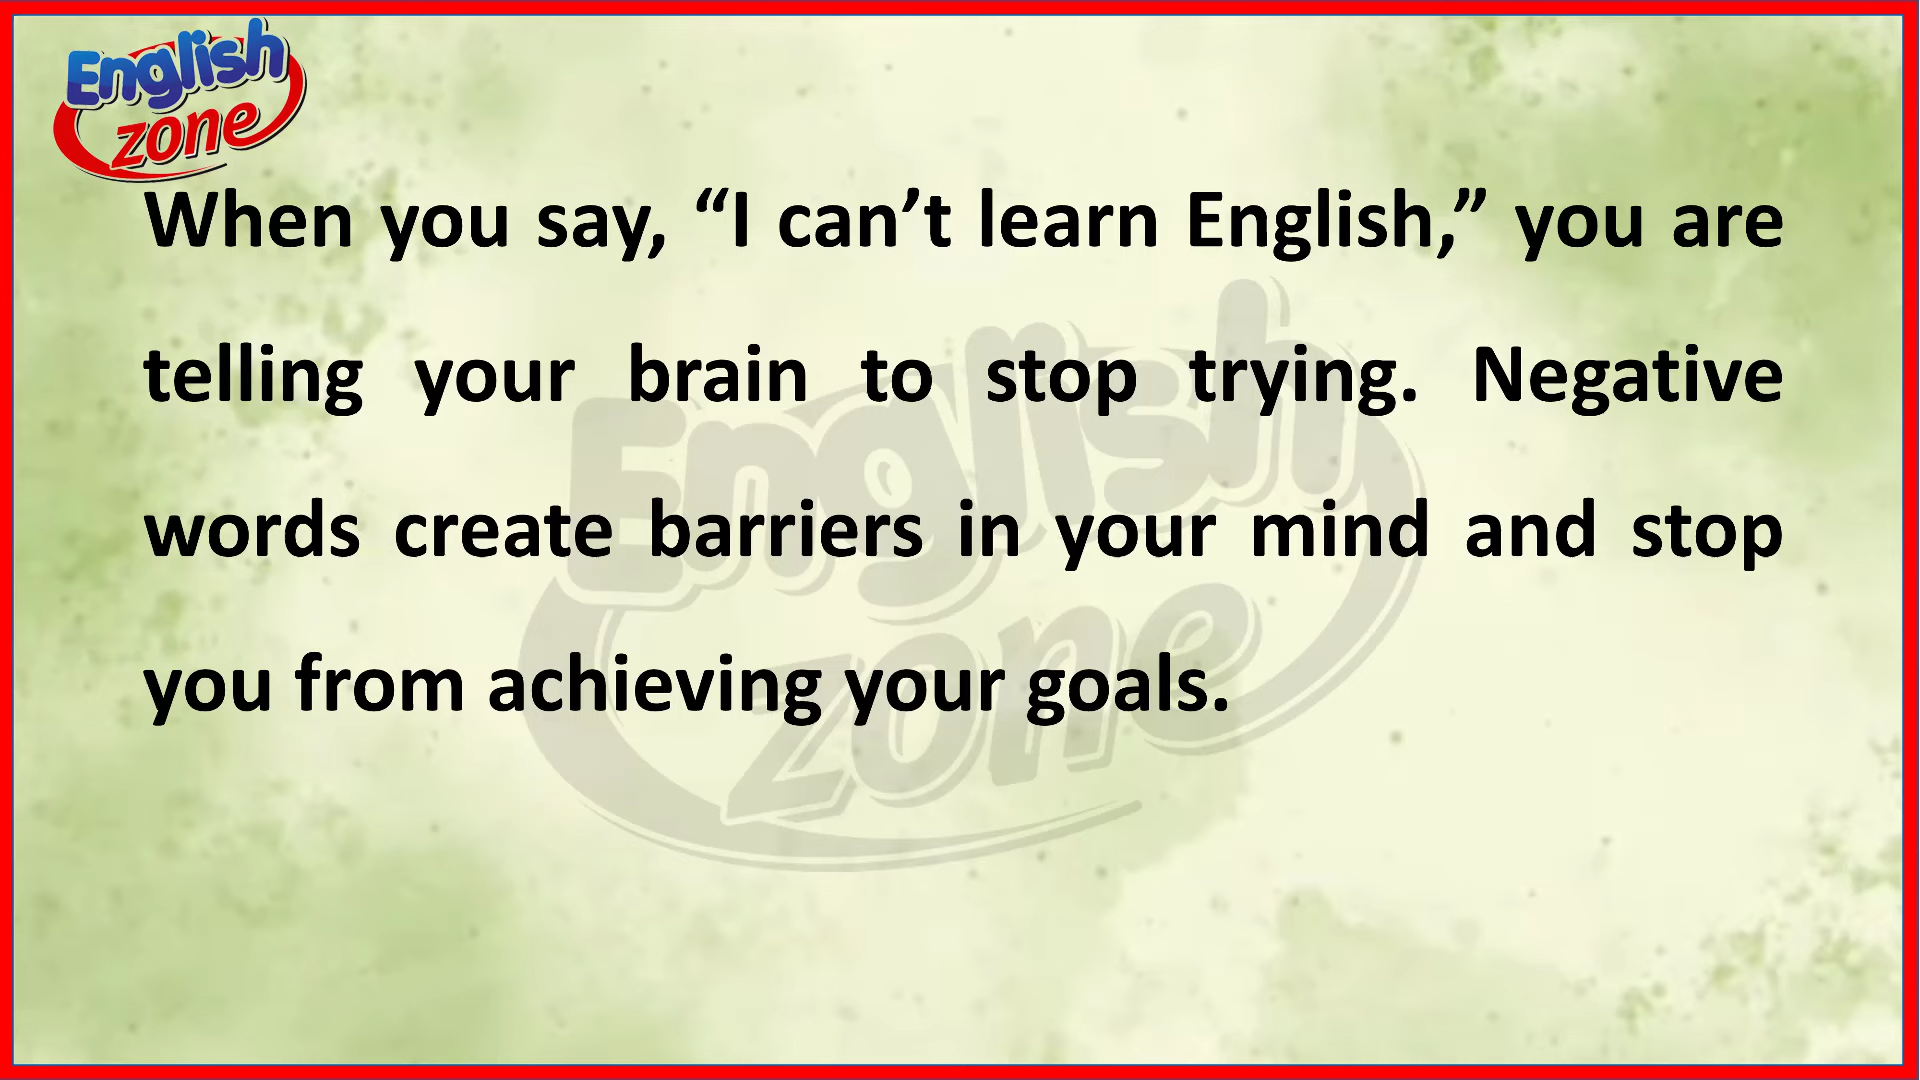 English
zone
When you say, “I can’t learn English,” you are
telling your brain to stop trying. Negative
words create barriers in your mind and stop
you from achieving your goals.
English
zone